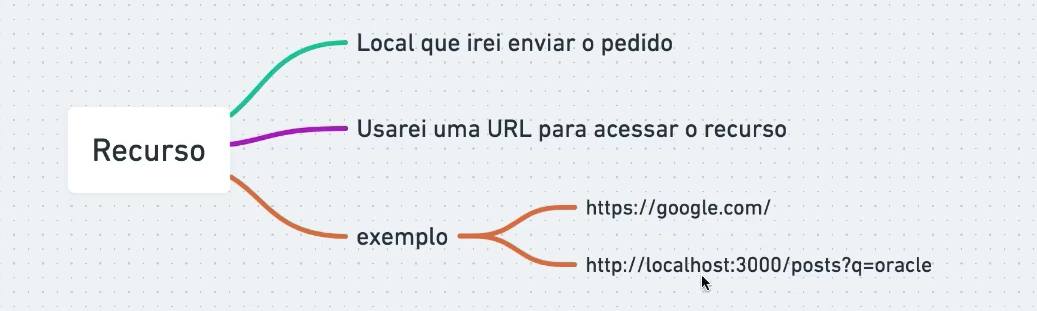 Recurso
Local que irei enviar o pedido
Usarei uma URL para acessar o recurso
exemplo
https://google.com/
http://localhost:3000/posts?q=oracle